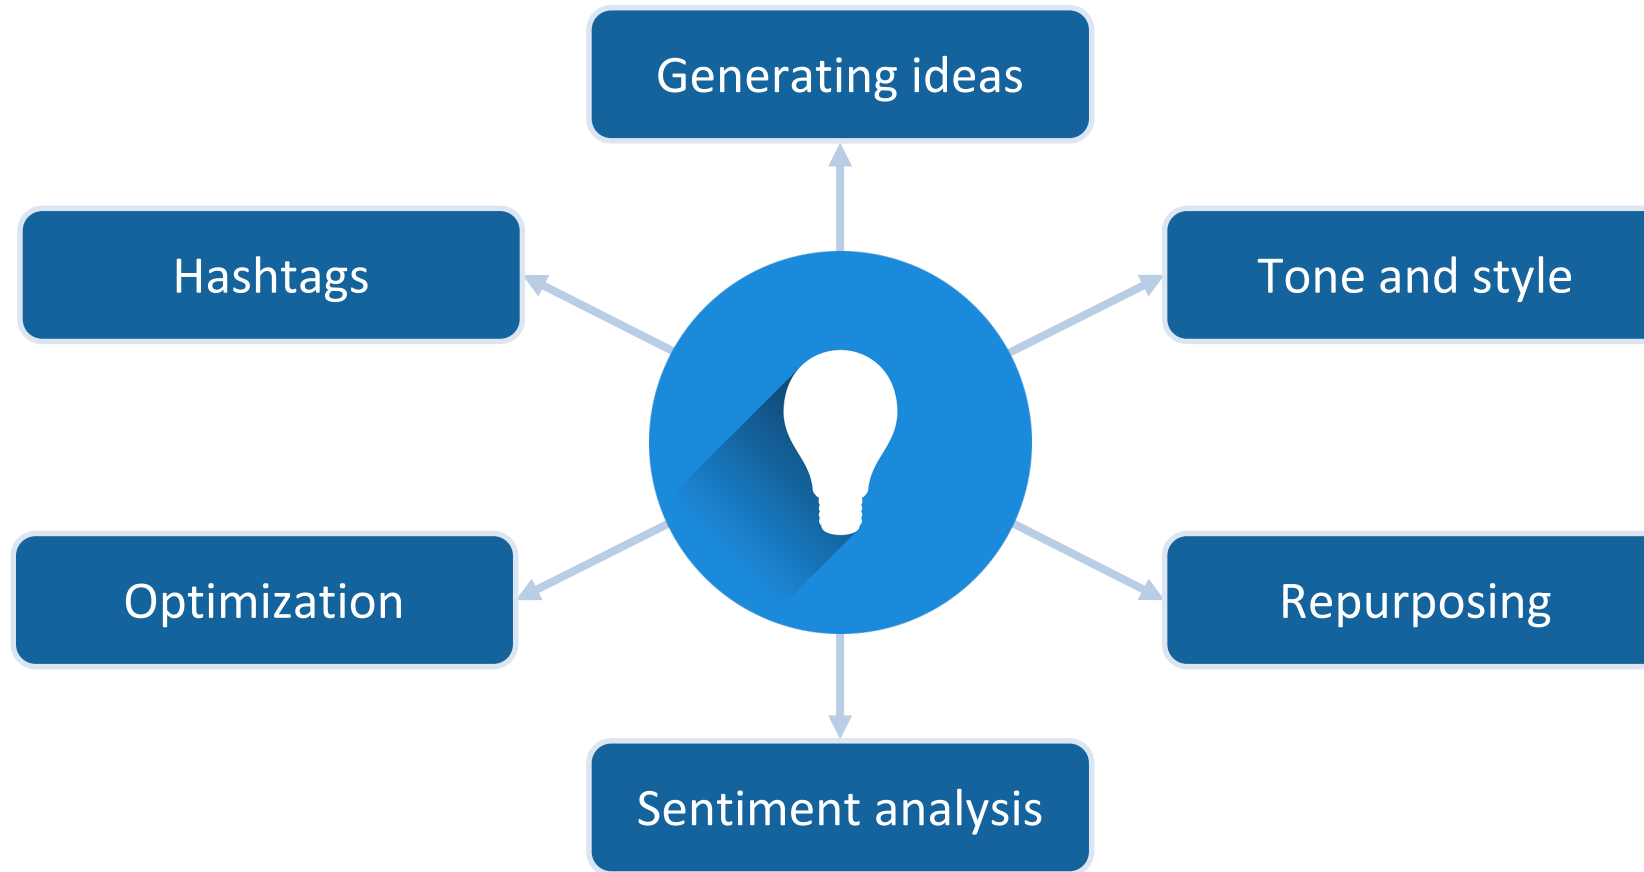 Generating ideas
Hashtags
Tone and style
Optimization
Repurposing
Sentiment analysis